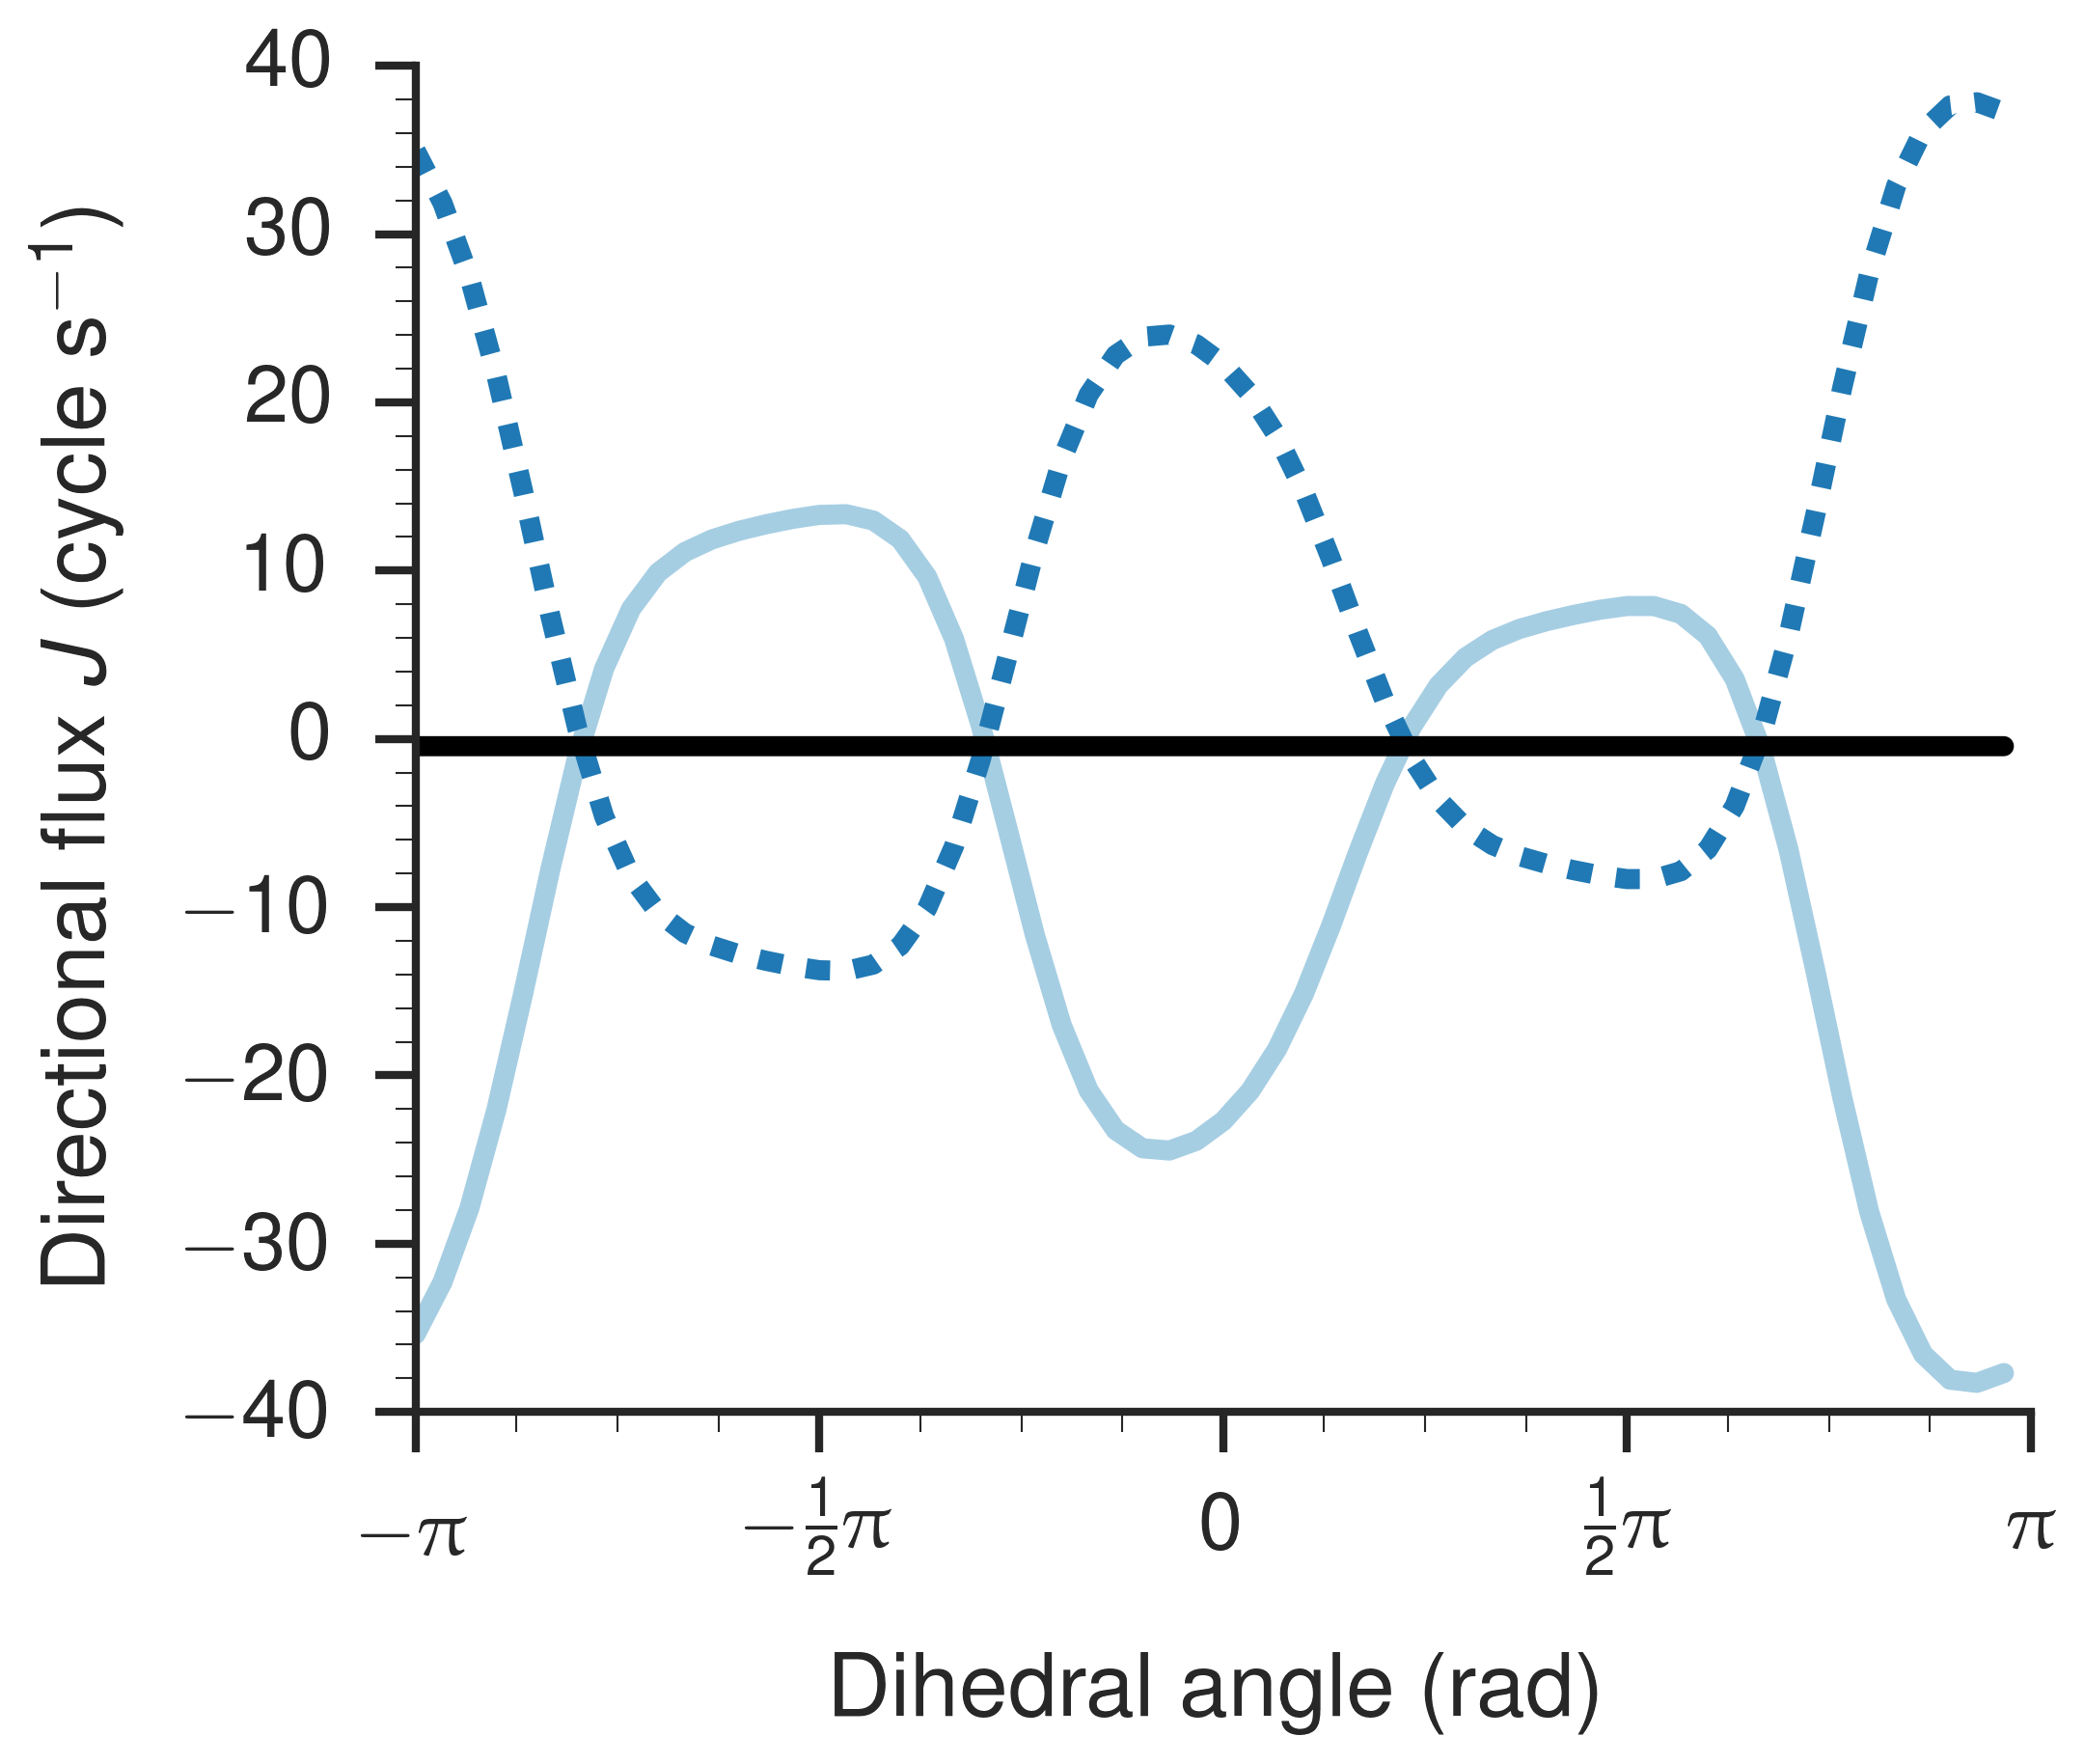 Directional flux J (cycle s⁻¹)
40
30
20
10
0
−10
−20
−30
−40
−π
−½π
0
½π
π
Dihedral angle (rad)